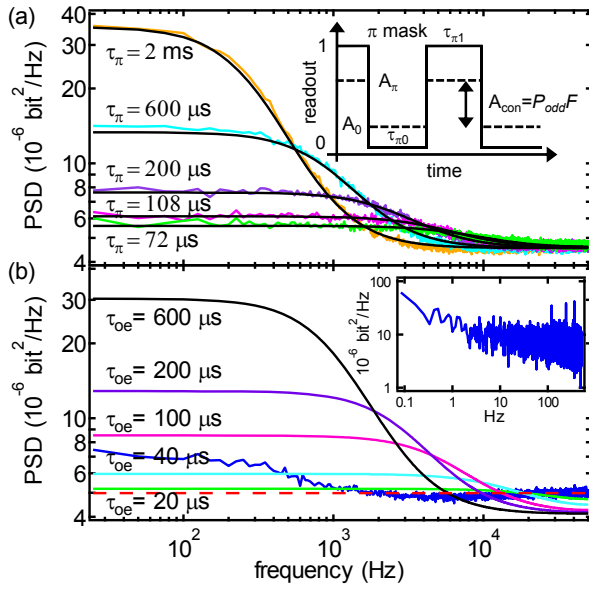 (a)
40
30
20
10
8
6
4
PSD (10⁻⁶ bit²/Hz)
τπ = 2 ms
τπ = 600 μs
τπ = 200 μs
τπ = 108 μs
τπ = 72 μs
π mask
τπ1
1
0
readout
Aπ
A0
τπ0
Acon=PoddF
time
(b)
30
20
10
8
6
4
PSD (10⁻⁶ bit²/Hz)
τoe = 600 μs
τoe = 200 μs
τoe = 100 μs
τoe = 40 μs
τoe = 20 μs
10⁻⁶ bit²/Hz
100
10
1
0.1 1 10 100
Hz
10² 10³ 10⁴
frequency (Hz)